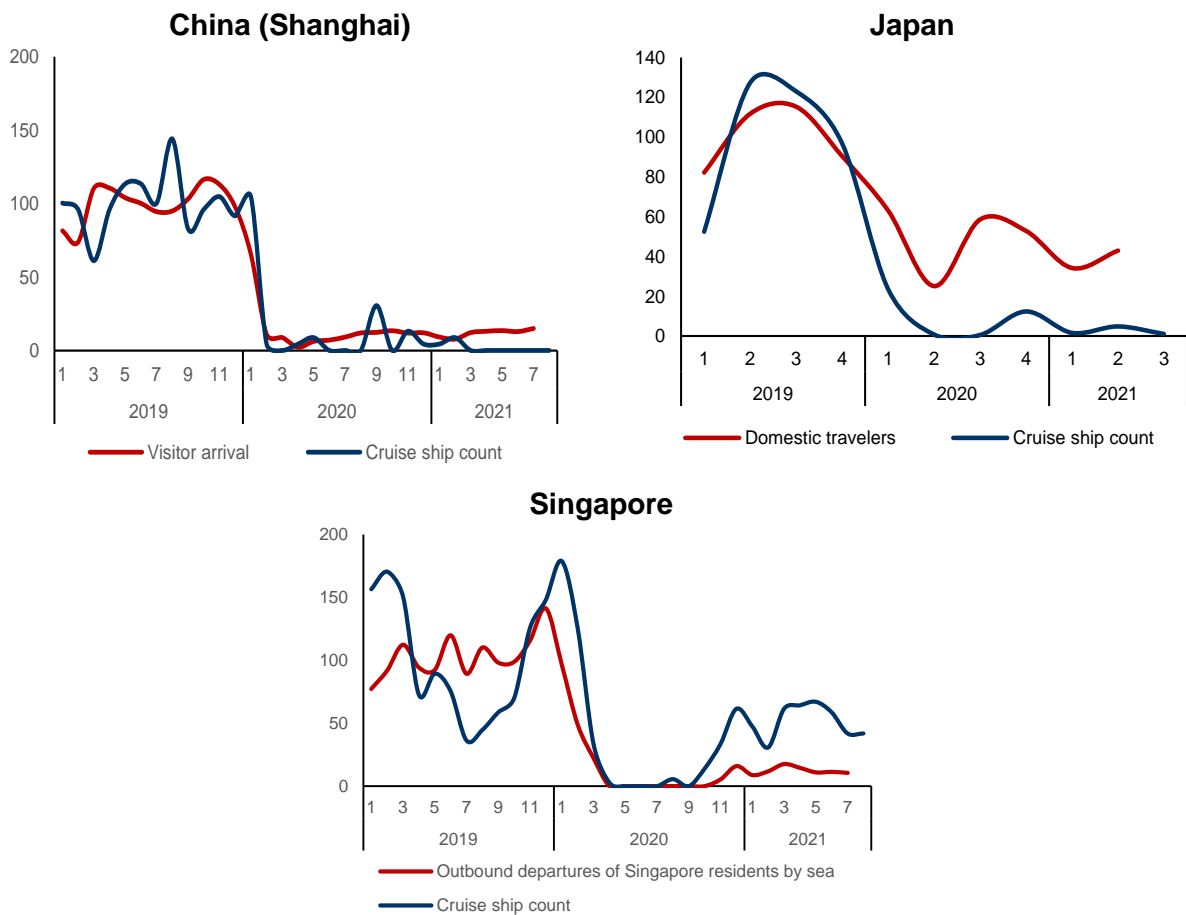 China (Shanghai)
200
150
100
50
0
1 3 5 7 9 11 1 3 5 7 9 11 1 3 5 7
2019 2020 2021
Visitor arrival Cruise ship count
Japan
140
120
100
80
60
40
20
0
1 2 3 4 1 2 3 4 1 2 3
2019 2020 2021
Domestic travelers Cruise ship count
Singapore
200
150
100
50
0
1 3 5 7 9 11 1 3 5 7 9 11 1 3 5 7
2019 2020 2021
Outbound departures of Singapore residents by sea
Cruise ship count